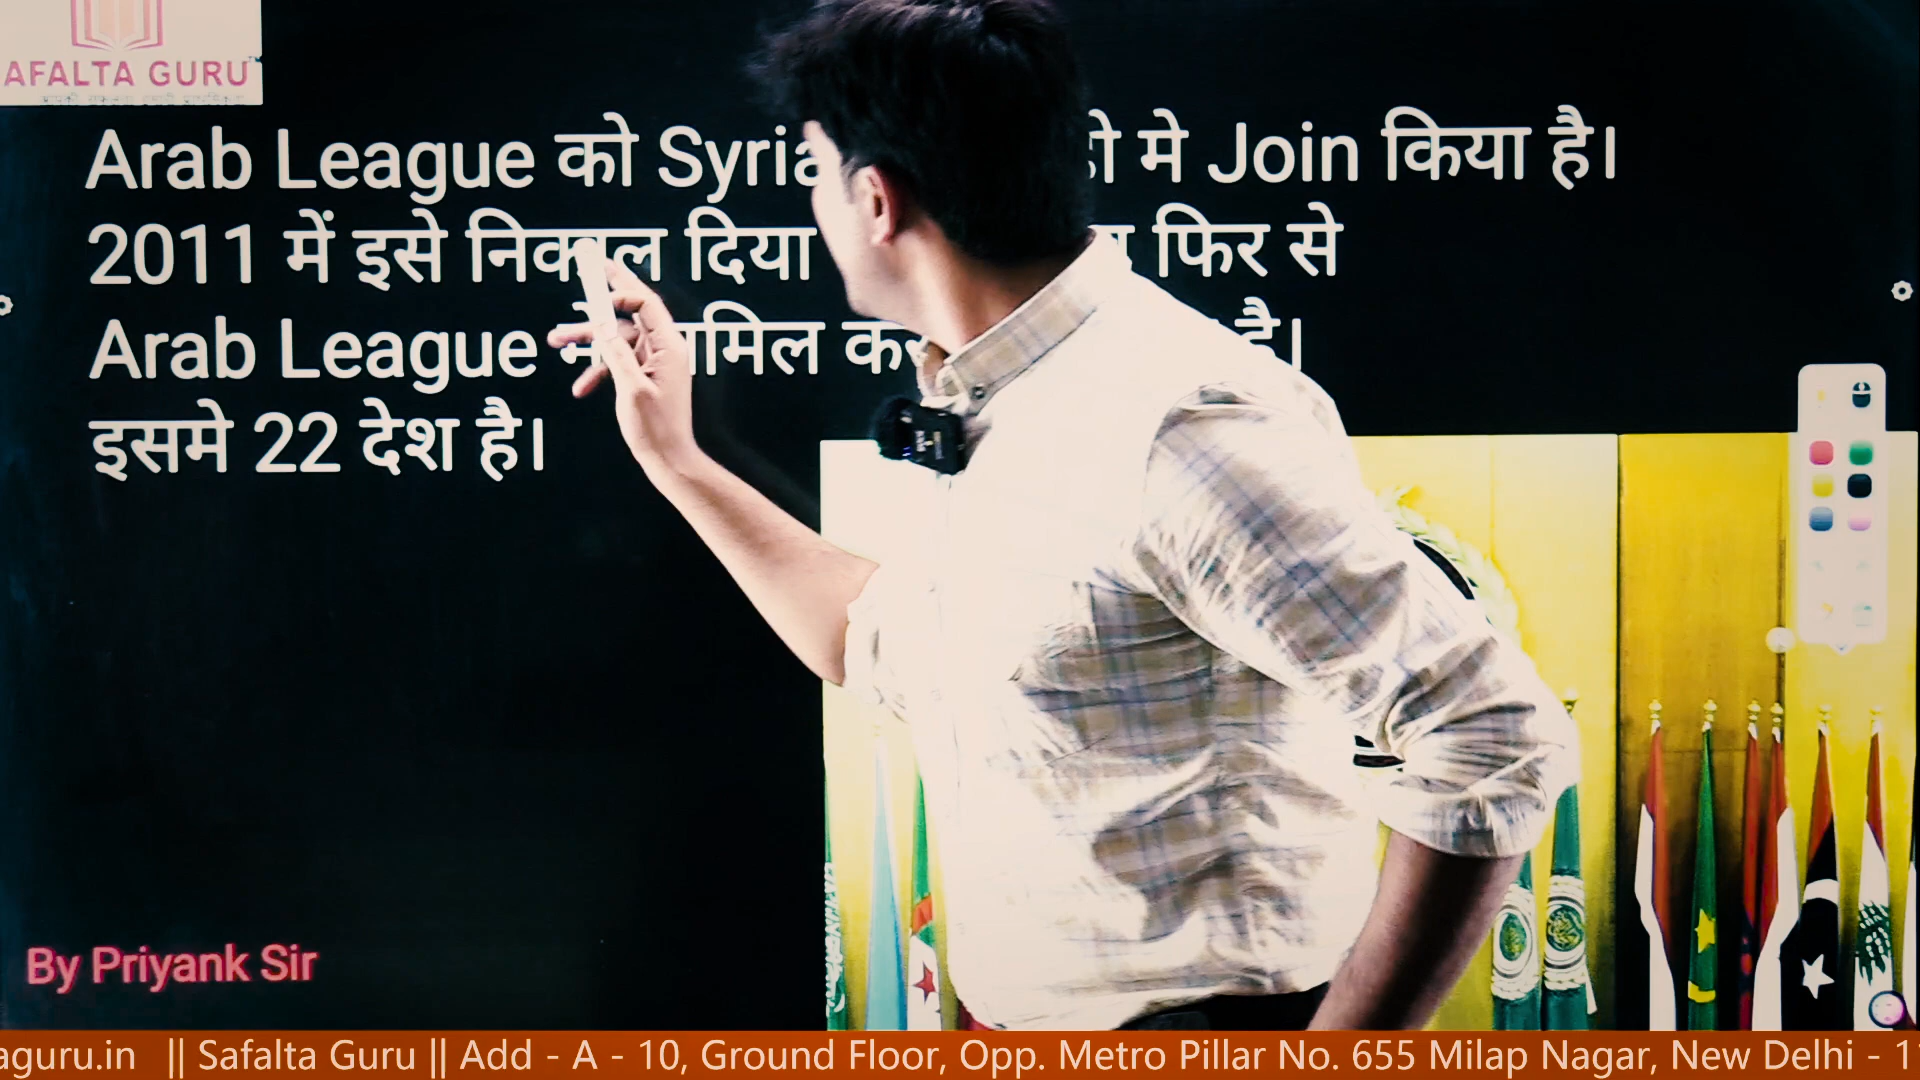 AFALTA GURU
Arab League को Syria मे Join किया है।
2011 में इसे निकाल दिया फिर से
Arab League है।
इसमे 22 देश है।
By Priyank Sir
aguru.in || Safalta Guru || Add - A - 10, Ground Floor, Opp. Metro Pillar No. 655 Milap Nagar, New Delhi - 1